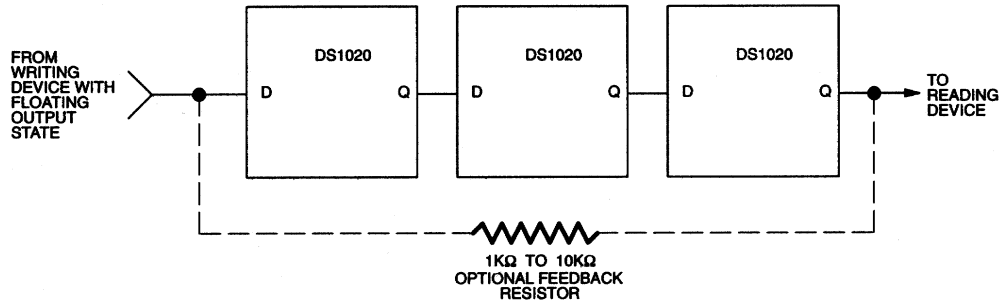 FROM
WRITING
DEVICE WITH
FLOATING
OUTPUT
STATE
DS1020
D
Q
DS1020
D
Q
DS1020
D
Q
TO
READING
DEVICE
1KΩ TO 10KΩ
OPTIONAL FEEDBACK
RESISTOR